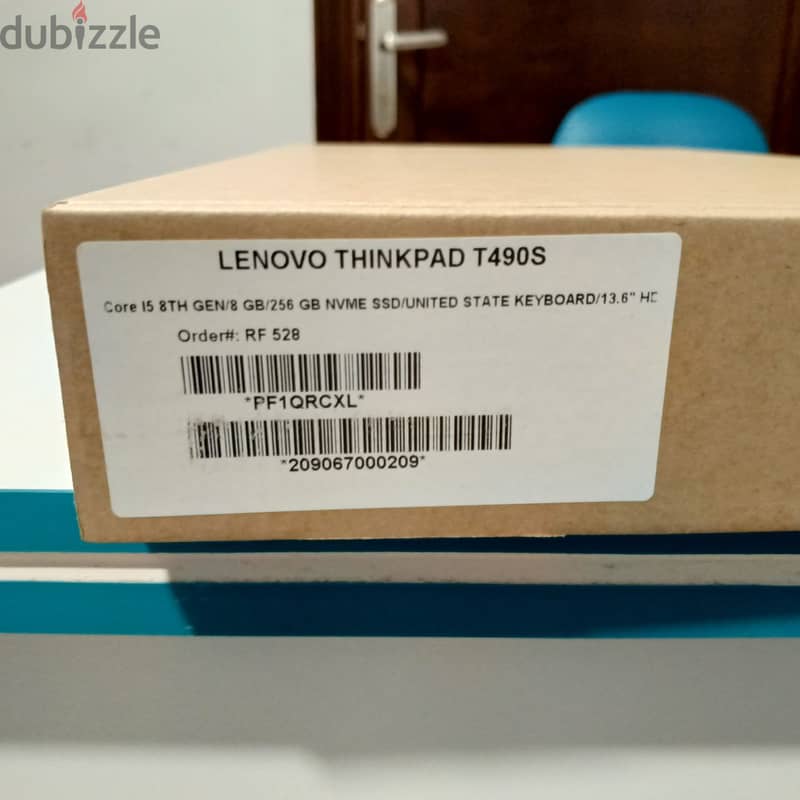 dubizzle
LENOVO THINKPAD T490S
Core I5 8TH GEN/8 GB/256 GB NVME SSD/UNITED STATE KEYBOARD/13.6" HD
Order#: RF 528
*PF1QRCXL*
*209067000209*